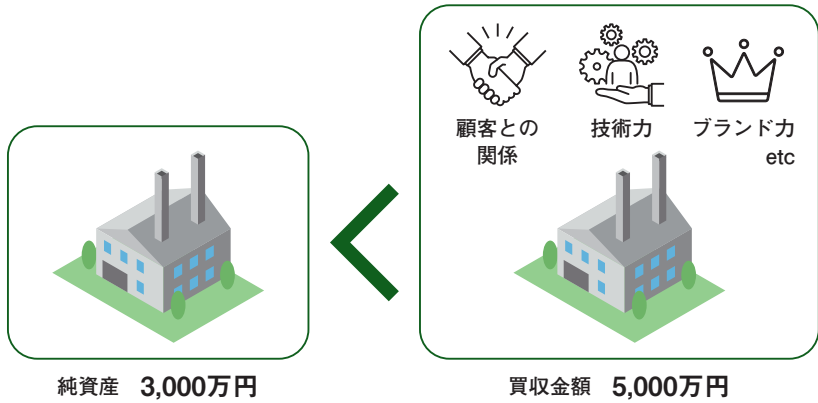 顧客との
関係
技術力
ブランド力
etc
純資産 3,000万円
買収金額 5,000万円